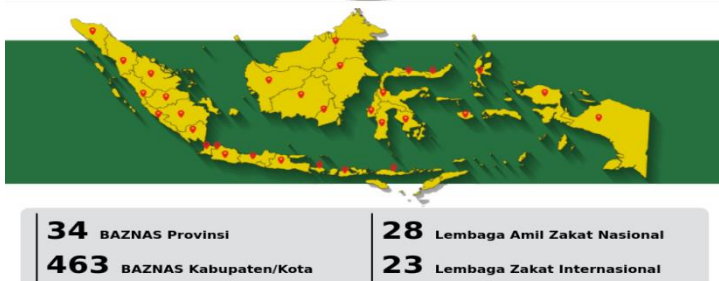 34 BAZNAS Provinsi
463 BAZNAS Kabupaten/Kota
28 Lembaga Amil Zakat Nasional
23 Lembaga Zakat Internasional